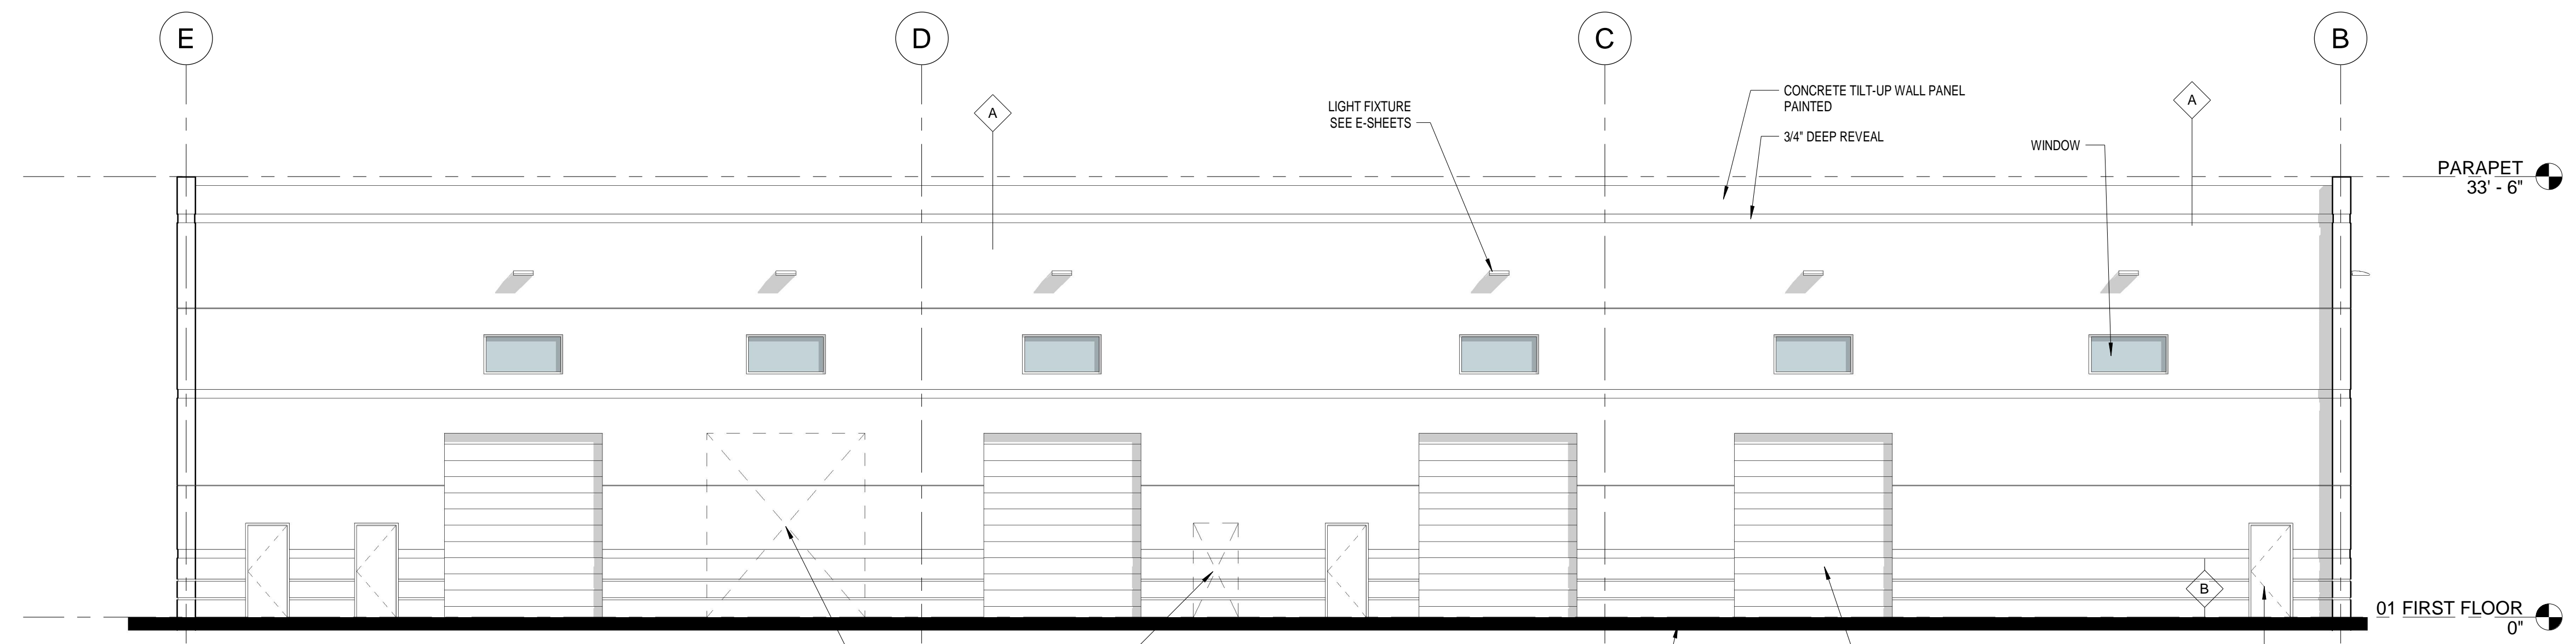 E
D
C
B
A
A
LIGHT FIXTURE
SEE E-SHEETS
CONCRETE TILT-UP WALL PANEL
PAINTED
3/4" DEEP REVEAL
WINDOW
PARAPET
33' - 6"
B
01 FIRST FLOOR
0"